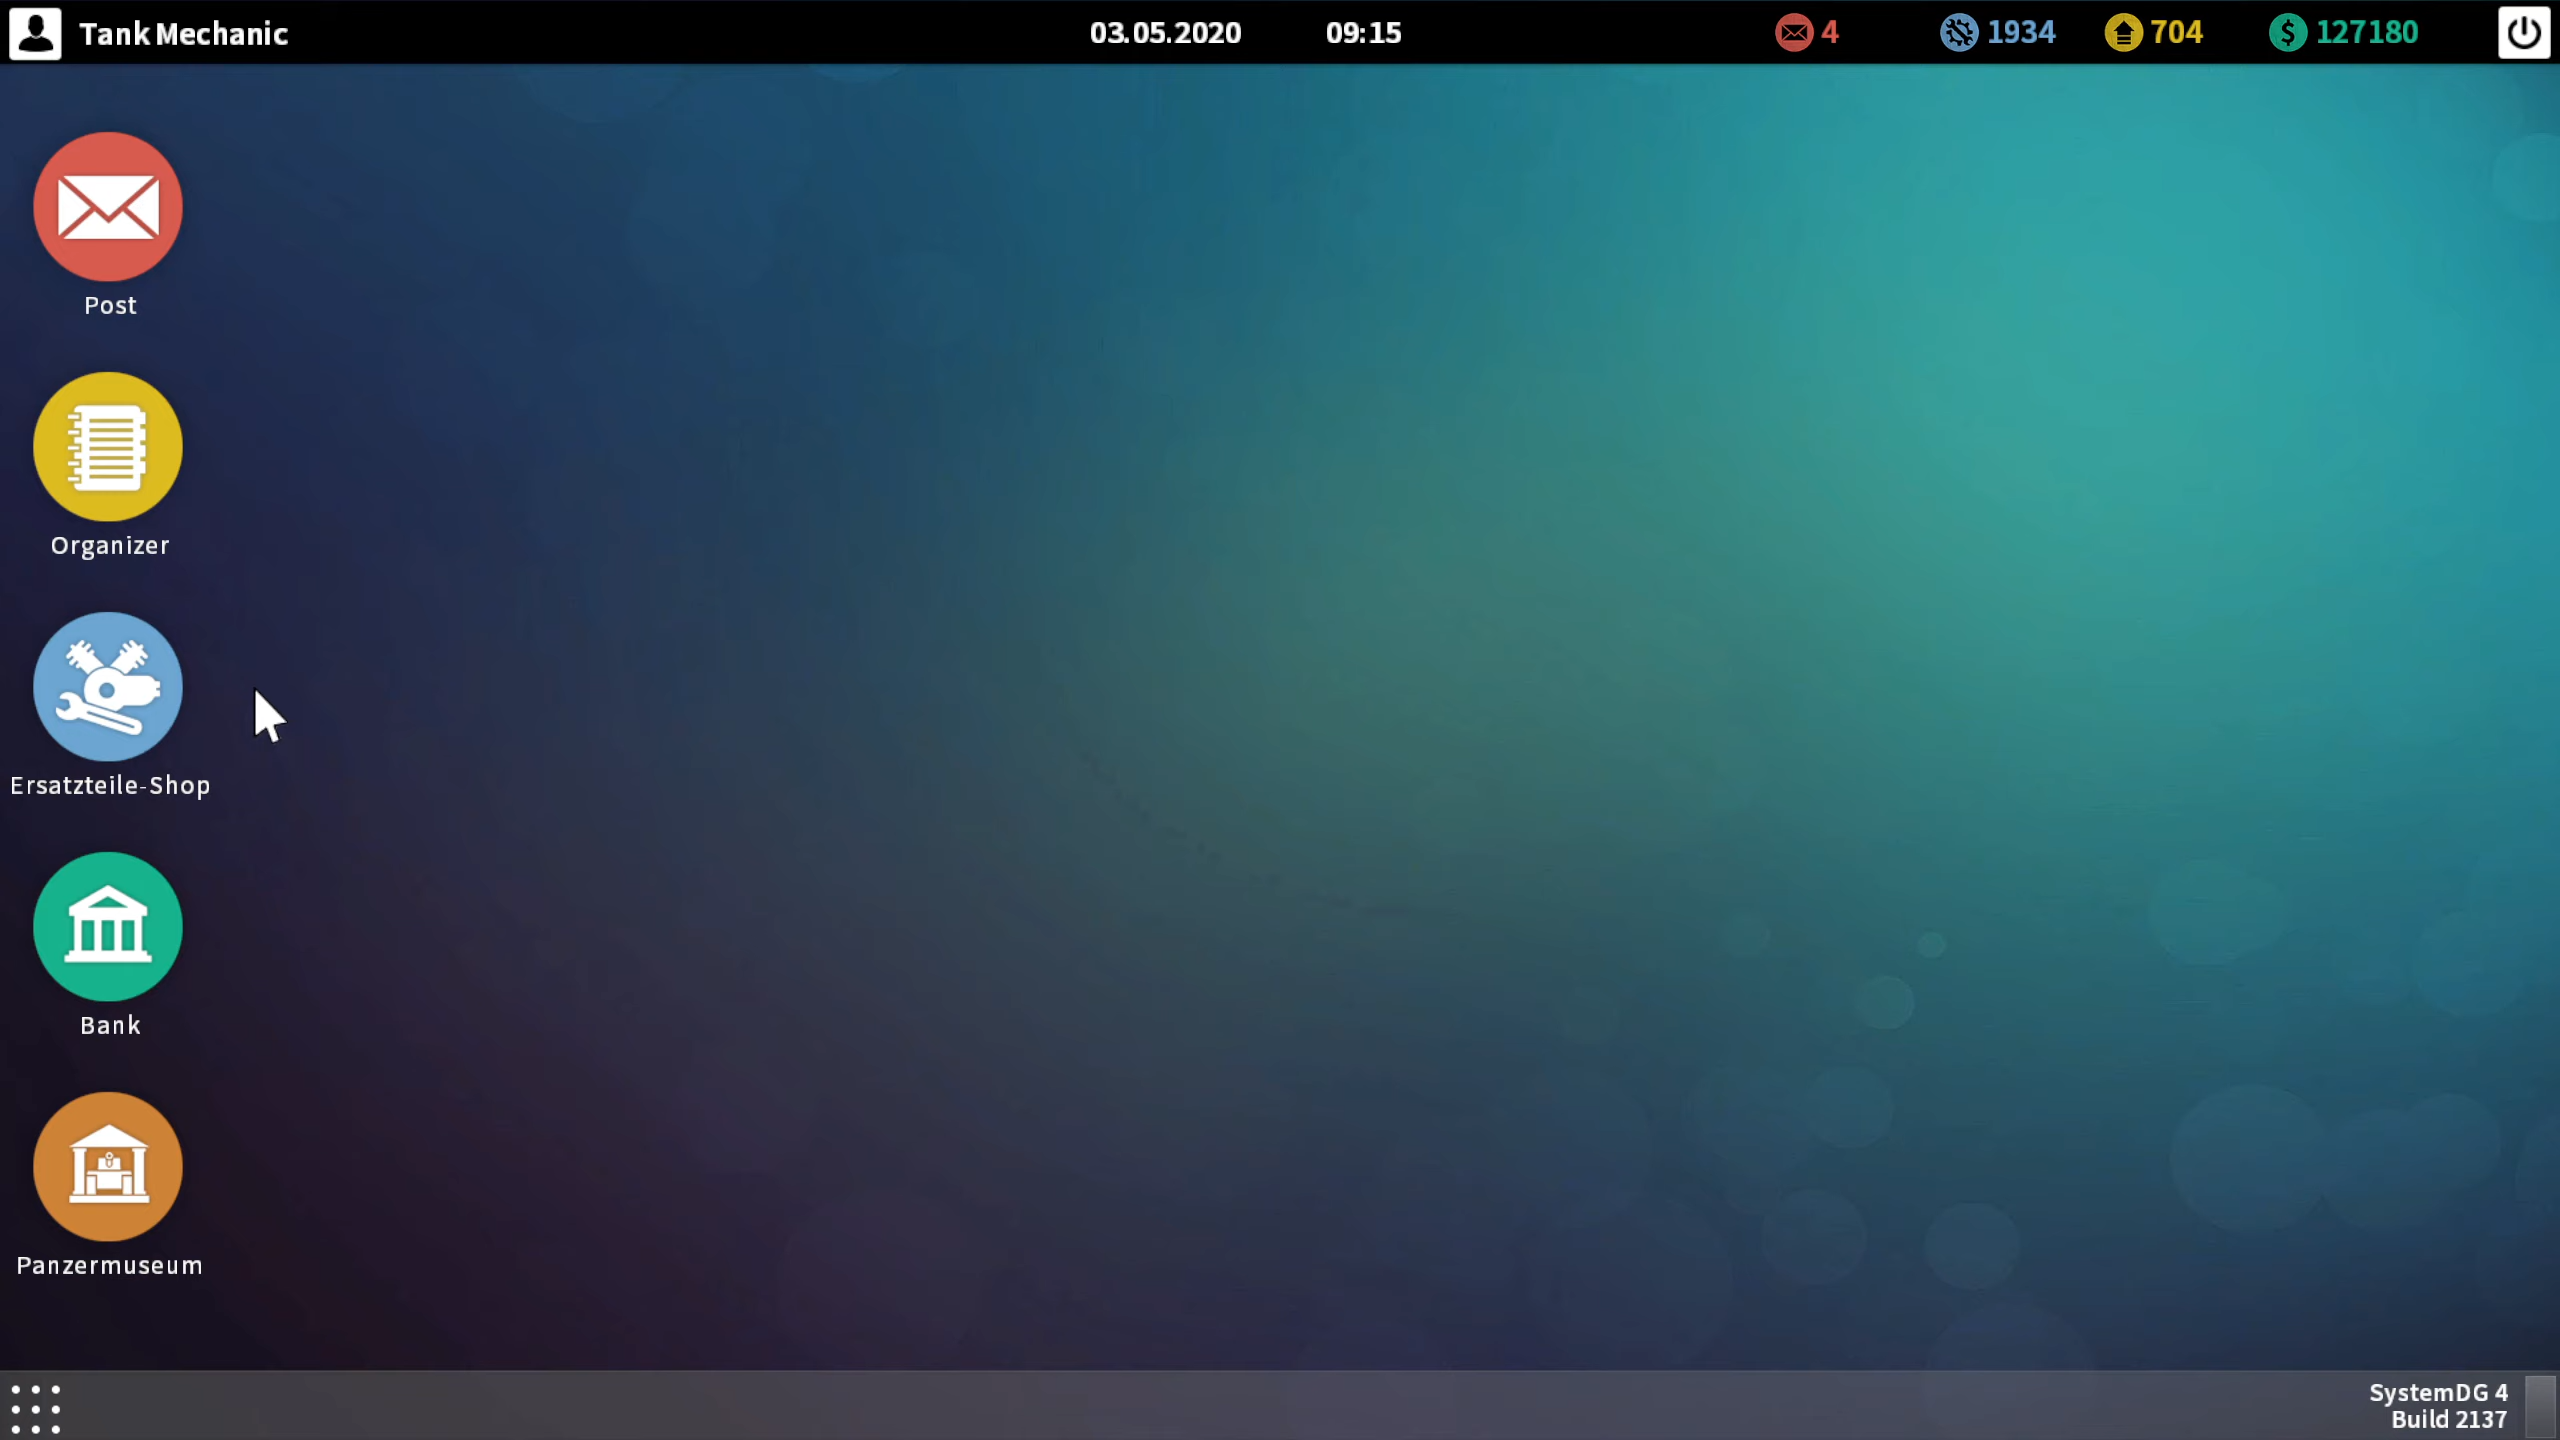 Tank Mechanic
03.05.2020
09:15
4
1934
704
127180
Post
Organizer
Ersatzteile-Shop
Bank
Panzermuseum
SystemDG 4
Build 2137